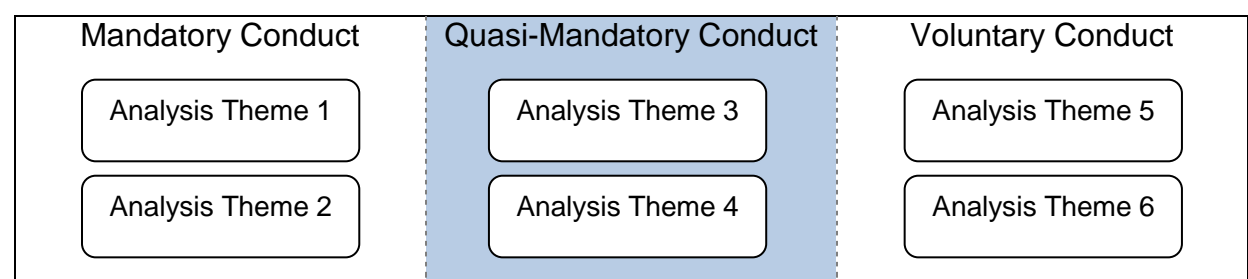 Mandatory Conduct
Quasi-Mandatory Conduct
Voluntary Conduct
Analysis Theme 1
Analysis Theme 3
Analysis Theme 5
Analysis Theme 2
Analysis Theme 4
Analysis Theme 6